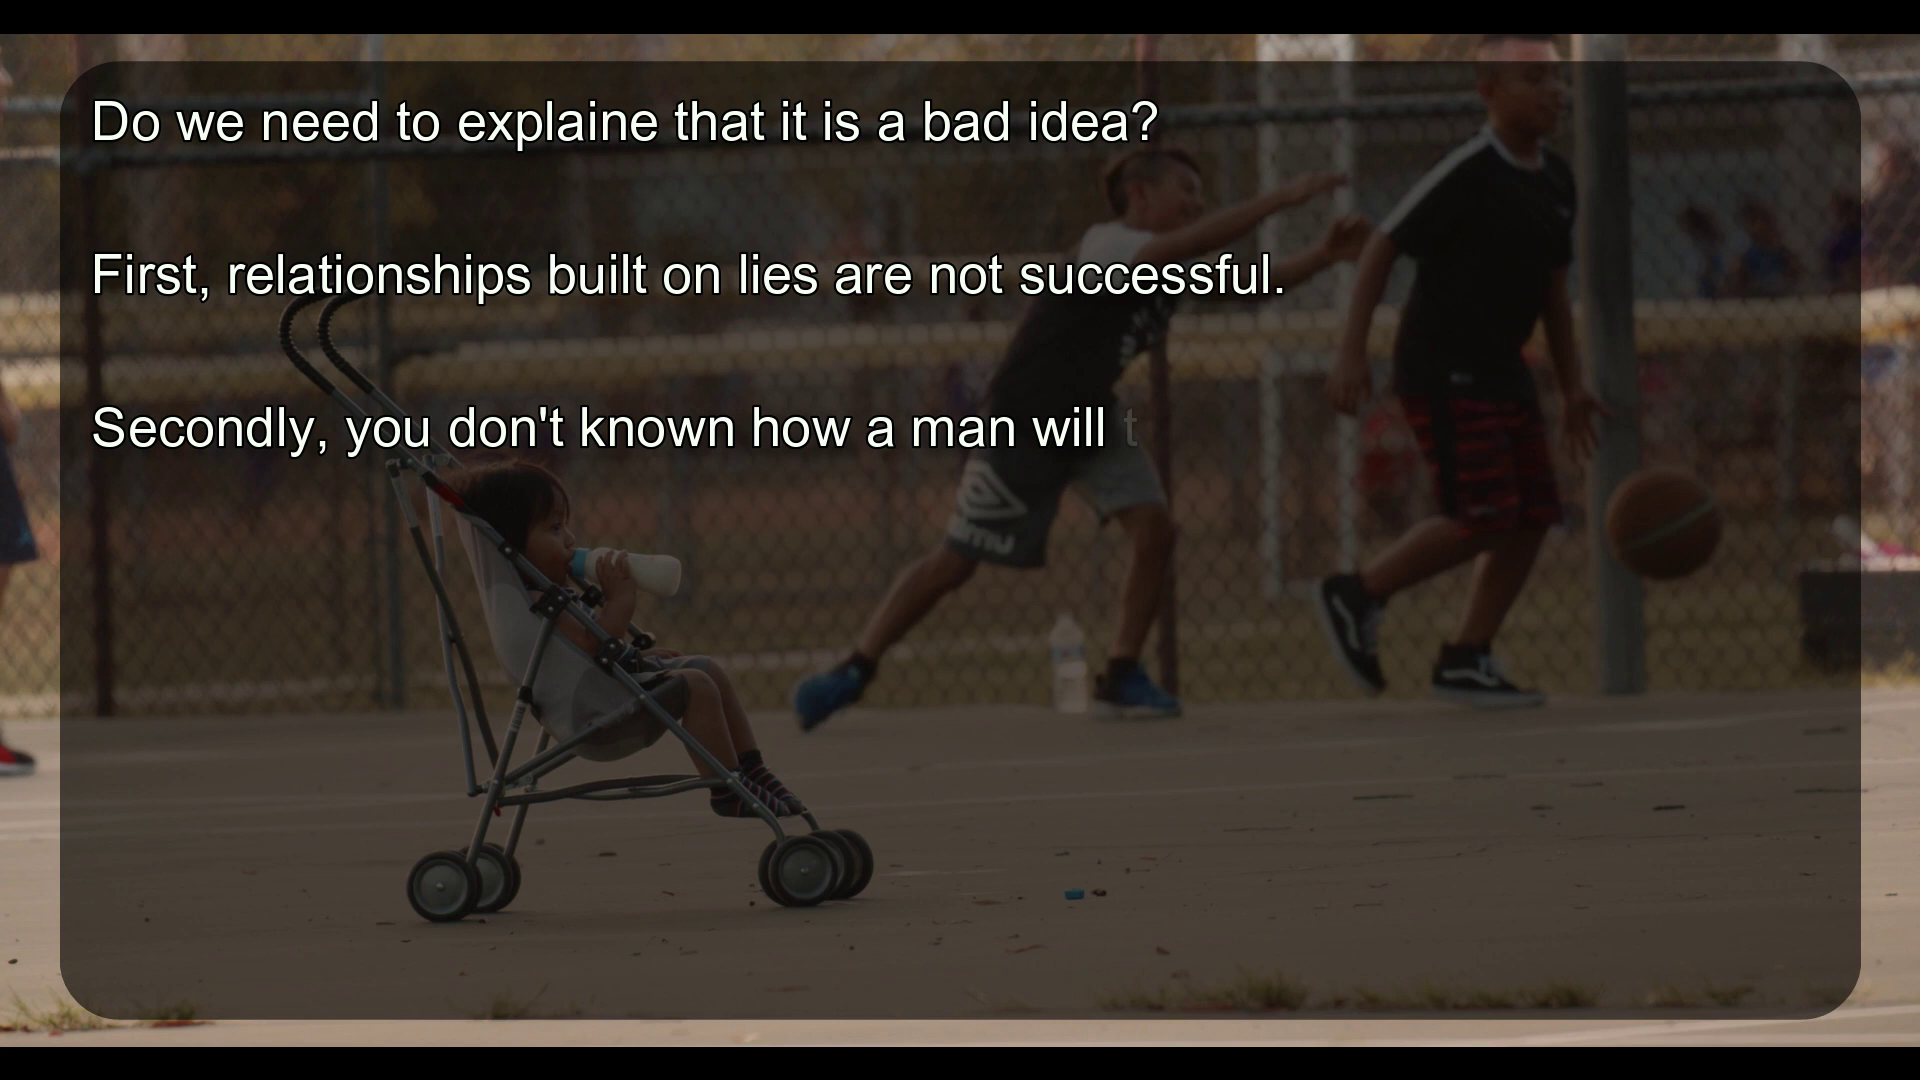 Do we need to explaine that it is a bad idea?
First, relationships built on lies are not successful.
Secondly, you don't known how a man will t